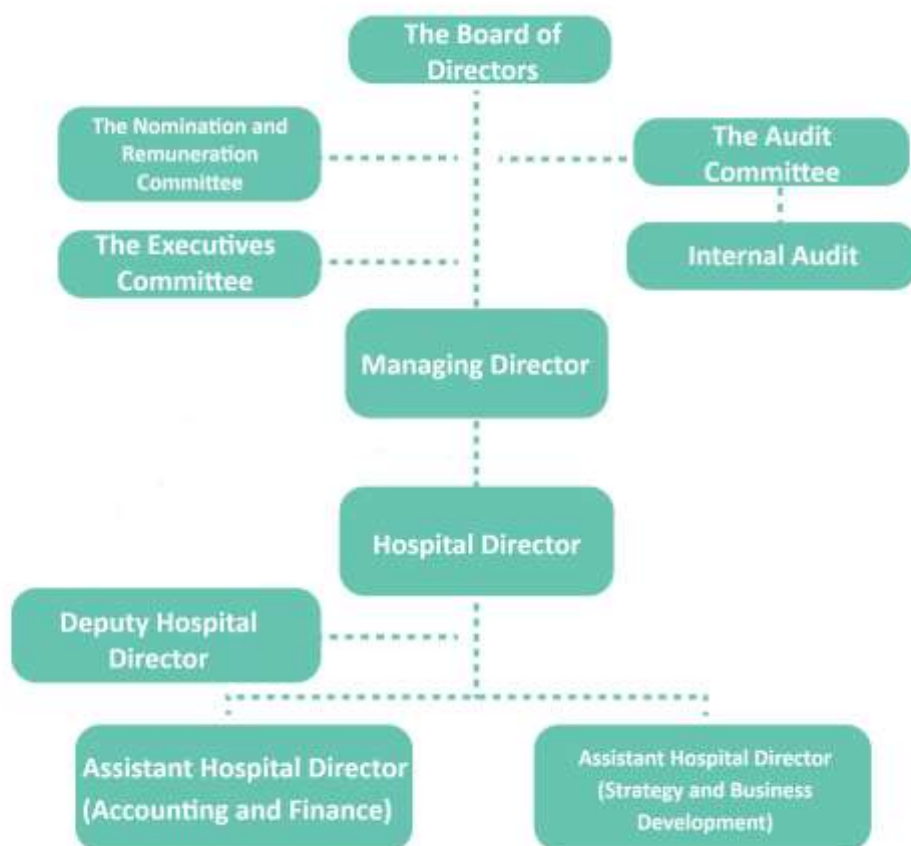 The Board of
Directors
The Nomination and
Remuneration
Committee
The Audit
Committee
The Executives
Committee
Internal Audit
Managing Director
Hospital Director
Deputy Hospital
Director
Assistant Hospital Director
(Accounting and Finance)
Assistant Hospital Director
(Strategy and Business
Development)